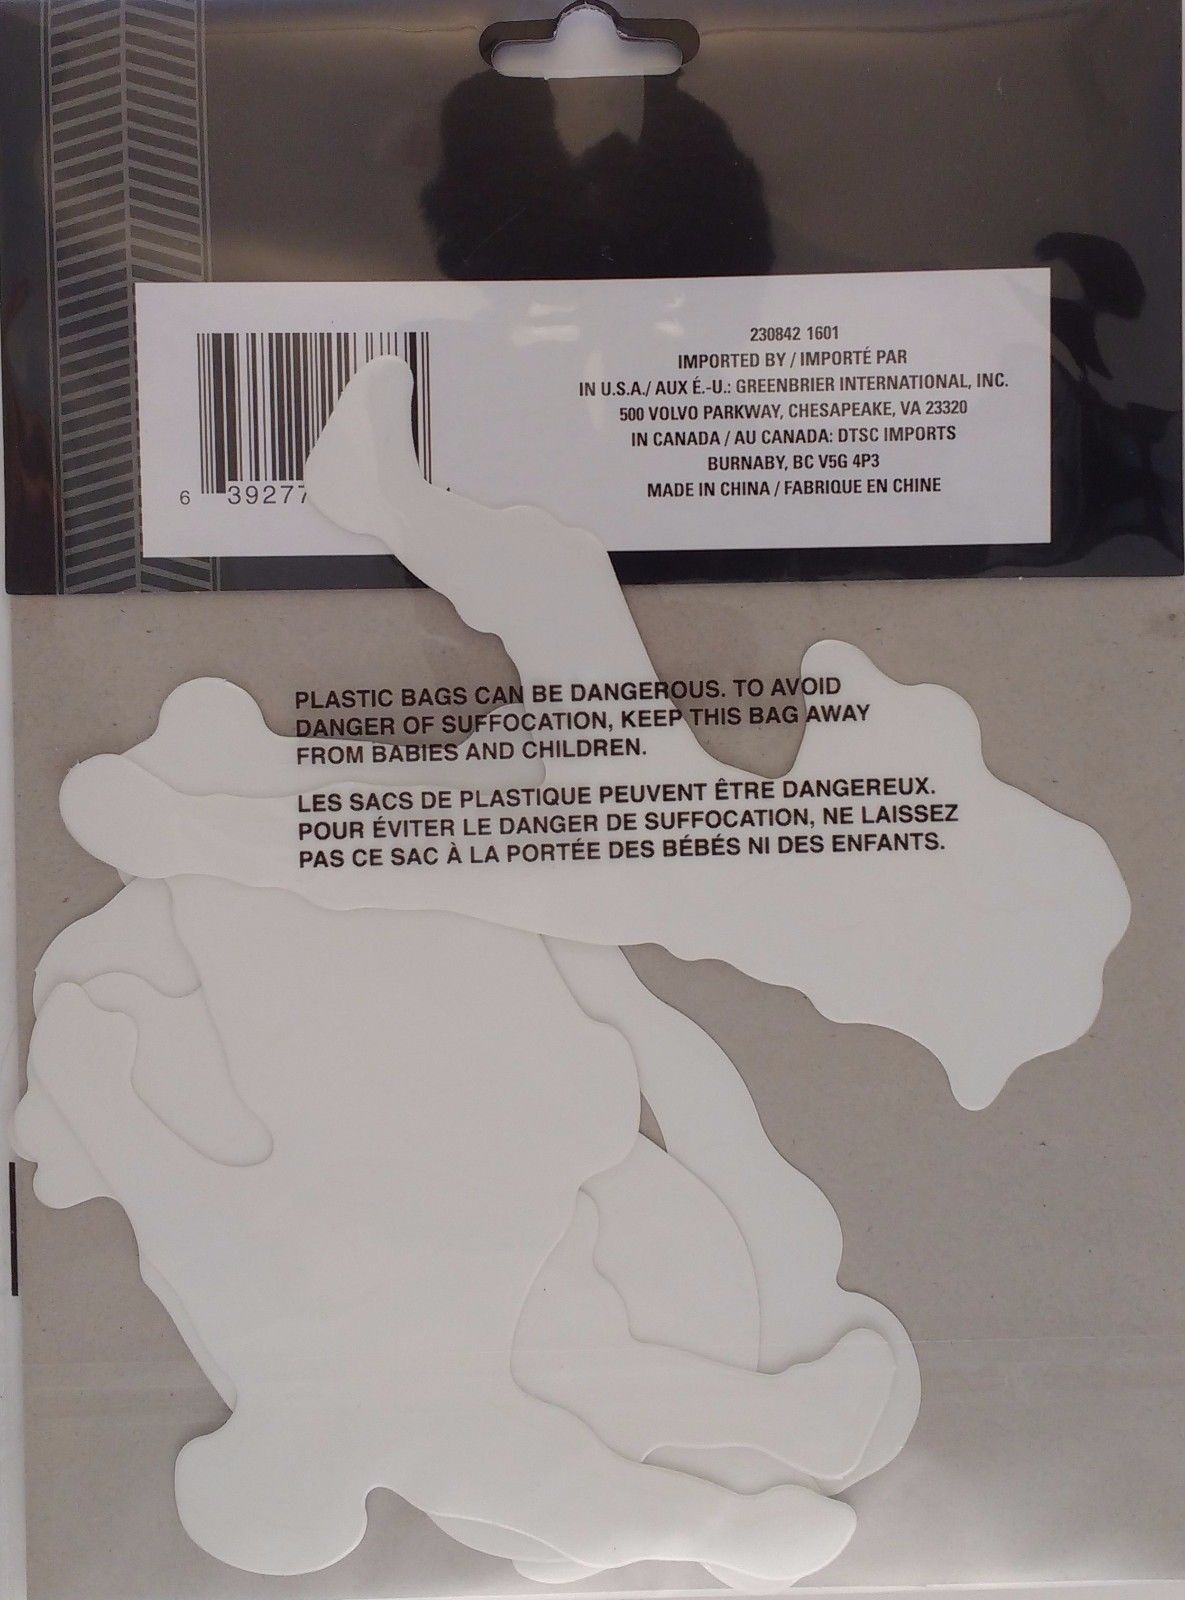 230842 1601
IMPORTED BY / IMPORTÉ PAR
IN U.S.A./ AUX É.-U.: GREENBRIER INTERNATIONAL, INC.
500 VOLVO PARKWAY, CHESAPEAKE, VA 23320
IN CANADA / AU CANADA: DTSC IMPORTS
BURNABY, BC V5G 4P3
MADE IN CHINA / FABRIQUE EN CHINE
6 39277
PLASTIC BAGS CAN BE DANGEROUS. TO AVOID
DANGER OF SUFFOCATION, KEEP THIS BAG AWAY
FROM BABIES AND CHILDREN.
LES SACS DE PLASTIQUE PEUVENT ÊTRE DANGEREUX.
POUR ÉVITER LE DANGER DE SUFFOCATION, NE LAISSEZ
PAS CE SAC À LA PORTÉE DES BÉBÉS NI DES ENFANTS.